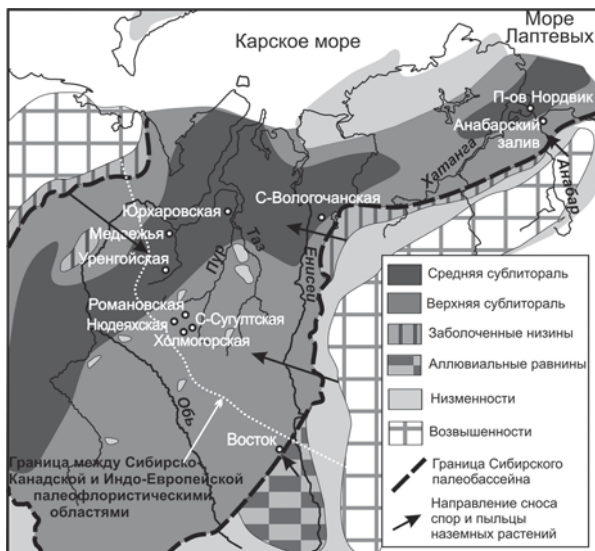 Карское море
Море
Лаптевых
П-ов Нордвик
Анабарский
залив
Хатанга
Анабар
С-Вологочанская
Юрхаровская
Медвежья
Уренгойская
Пур
Таз
Енисей
Романовская
Нюдеяхская
С-Сугултская
Холмогорская
Обь
Восток
Граница между Сибирско-
Канадской и Индо-Европейской
палеофлористическими
областями
Средняя сублитораль
Верхняя сублитораль
Заболоченные низины
Аллювиальные равнины
Низменности
Возвышенности
Граница Сибирского
палеобассейна
Направление сноса
спор и пыльцы
наземных растений